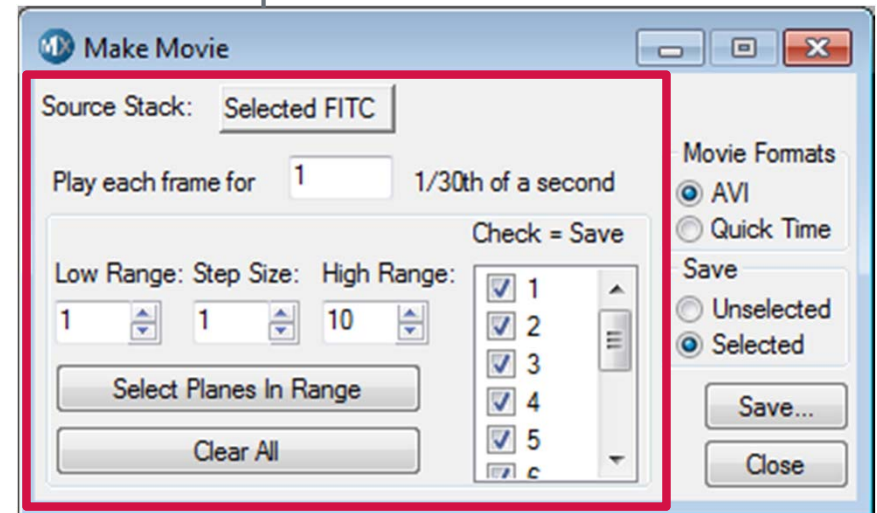 MX Make Movie
Source Stack: Selected FITC
Play each frame for 1 1/30th of a second
Check = Save
Low Range: Step Size: High Range:
1 1 10
Select Planes In Range
Clear All
1
2
3
4
5
Movie Formats
AVI
Quick Time
Save
Unselected
Selected
Save...
Close